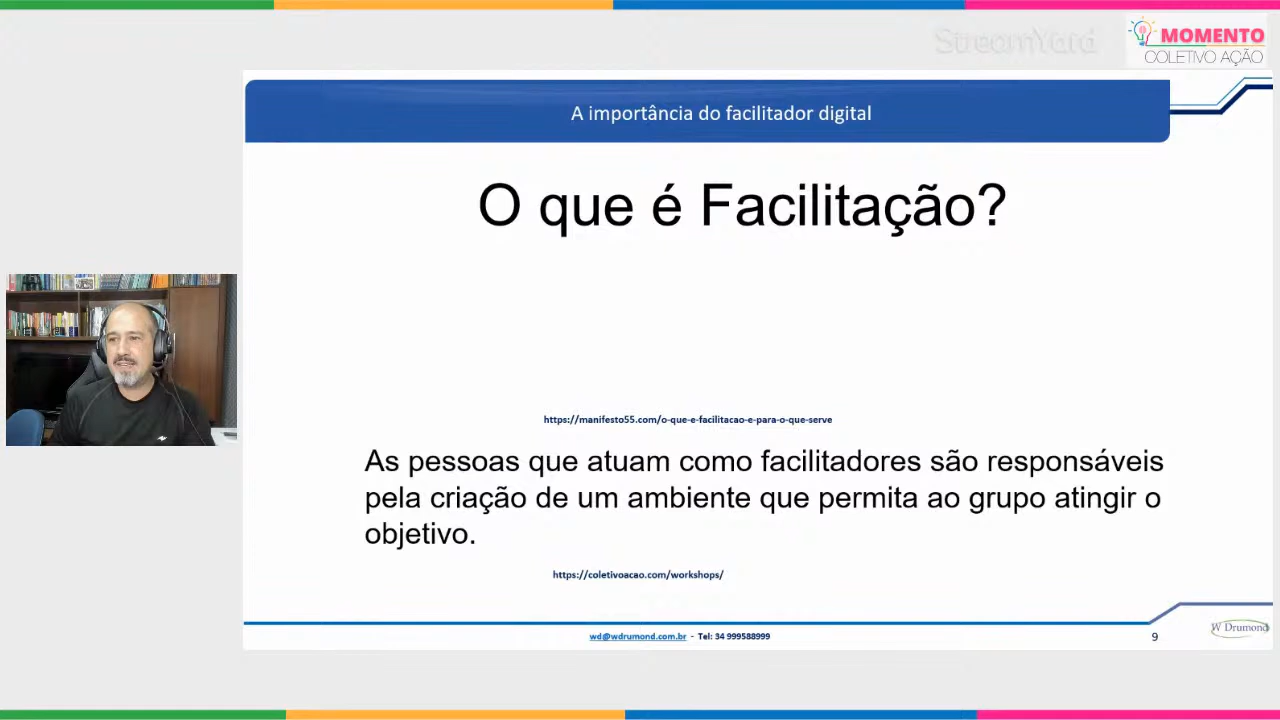 StreamYard
MOMENTO
COLETIVO AÇÃO
A importância do facilitador digital
O que é Facilitação?
https://manifesto55.com/o-que-e-facilitacao-e-para-o-que-serve
As pessoas que atuam como facilitadores são responsáveis
pela criação de um ambiente que permita ao grupo atingir o
objetivo.
https://coletivoacao.com/workshops/
wd@wdrumond.com.br - Tel: 34 999588999
9
W Drumond